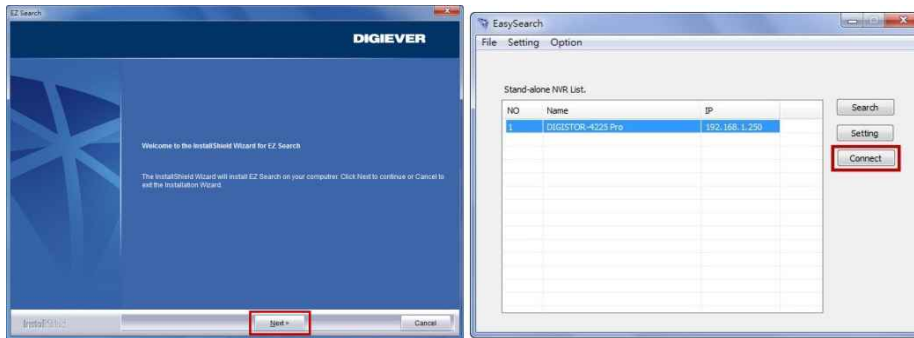 EZ Search
DIGIEVER
Welcome to the InstallShield Wizard for EZ Search
The InstallShield Wizard will install EZ Search on your computer. Click Next to continue or Cancel to
exit the Installation Wizard.
InstallShield
Next >
Cancel
EasySearch
File Setting Option
Stand-alone NVR List.
NO Name IP
1 DIGISTOR-4225 Pro 192.168.1.250
Search
Setting
Connect